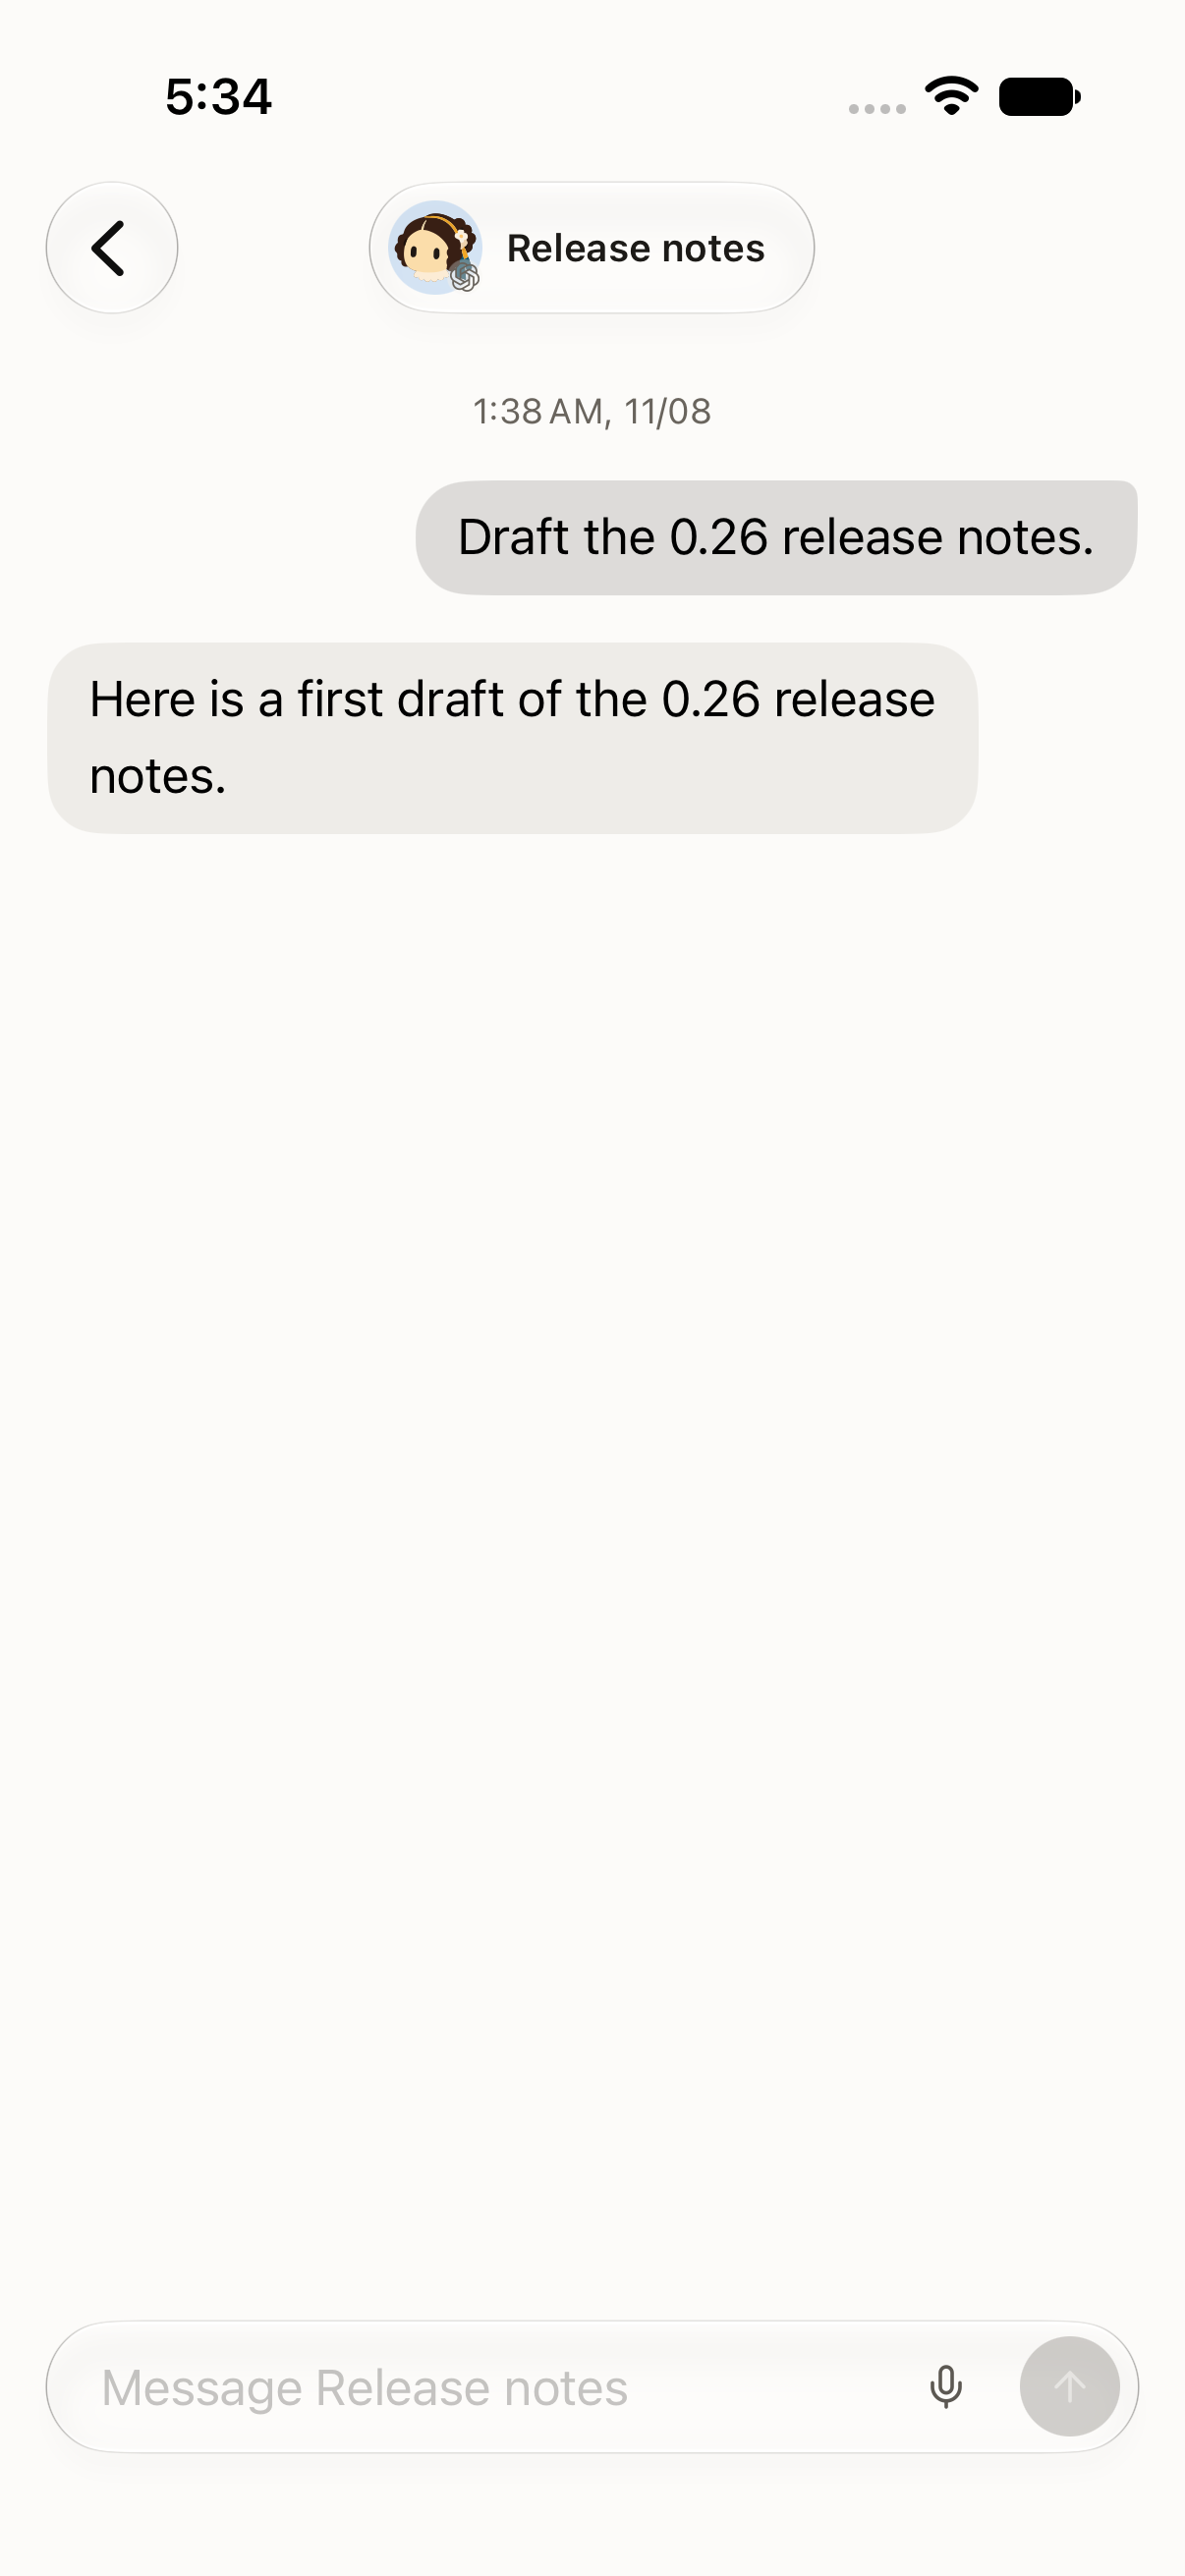 5:34
Release notes
1:38 AM, 11/08
Draft the 0.26 release notes.
Here is a first draft of the 0.26 release
notes.
Message Release notes